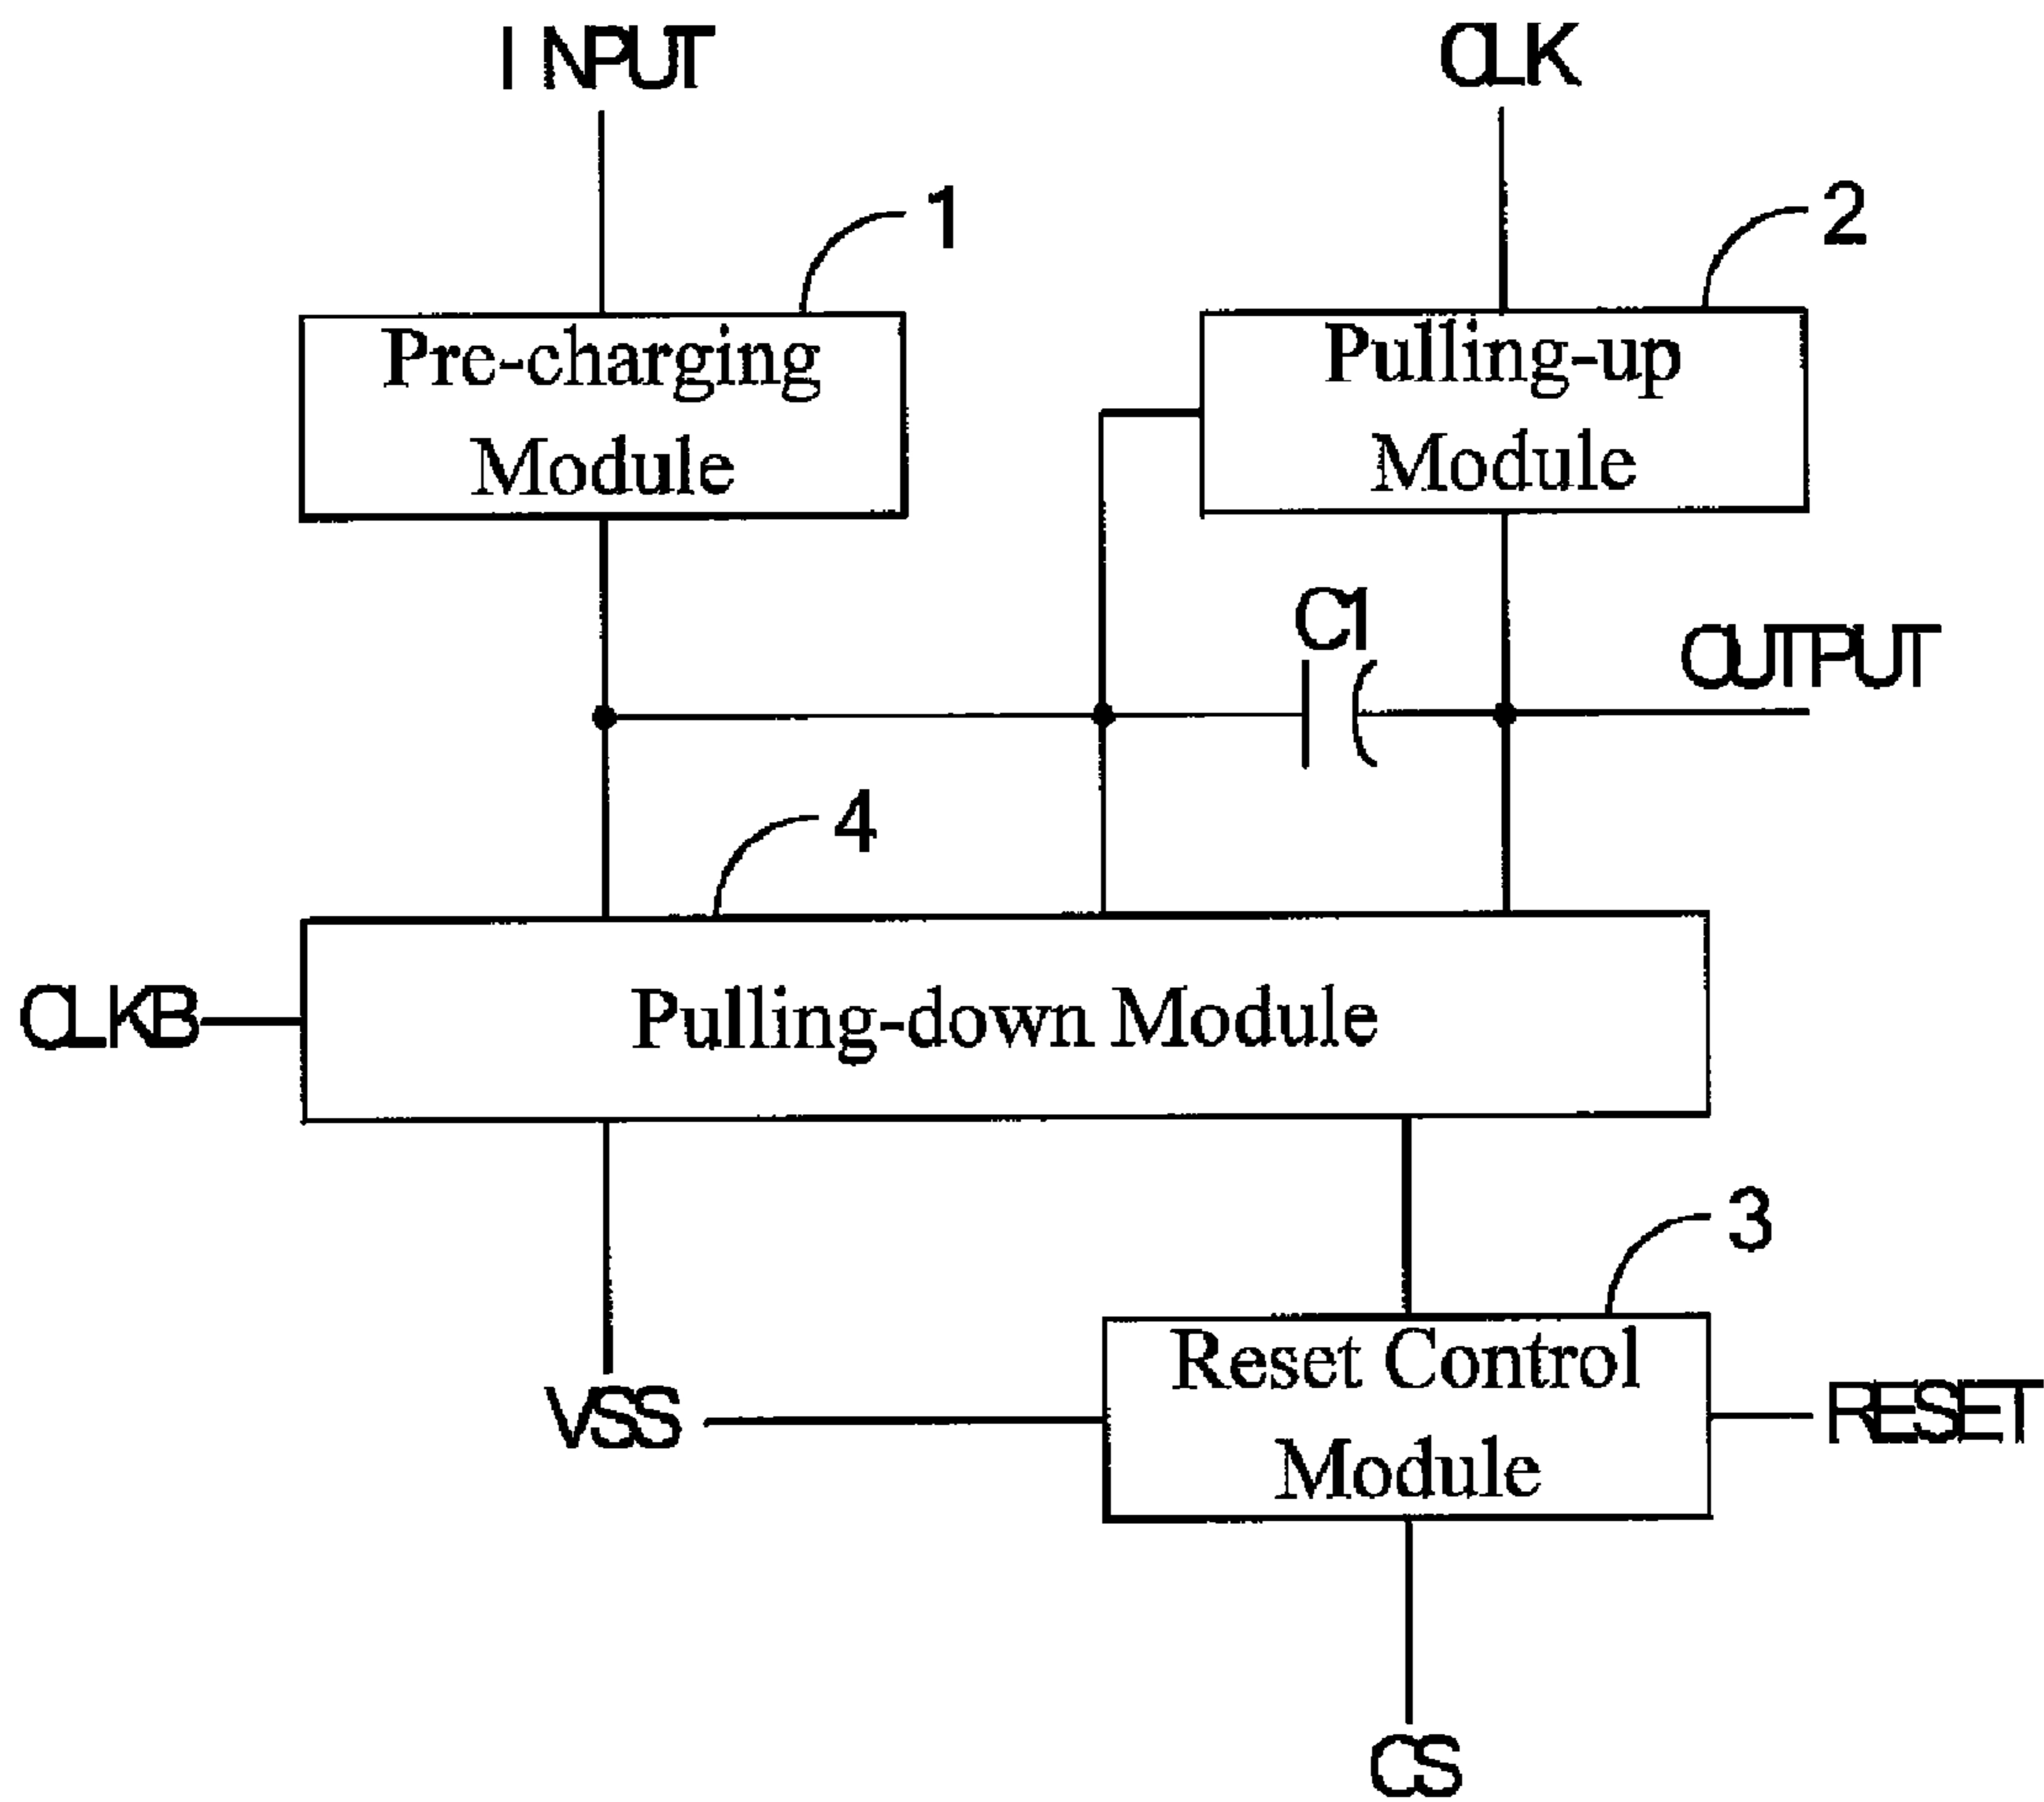 INPUT
CLK
1
2
Pre-charging
Module
Pulling-up
Module
C1
OUTPUT
4
CLKB
Pulling-down Module
3
VSS
Reset Control
Module
RESET
CS